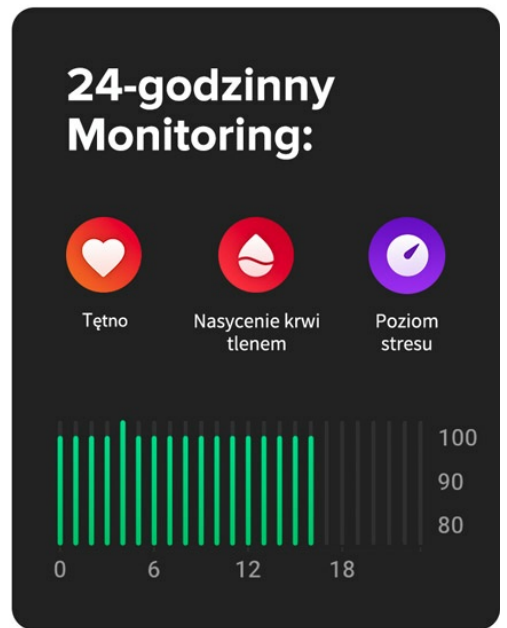 24-godzinny
Monitoring:
Tętno
Nasycenie krwi
tlenem
Poziom
stresu
100
90
80
0 6 12 18